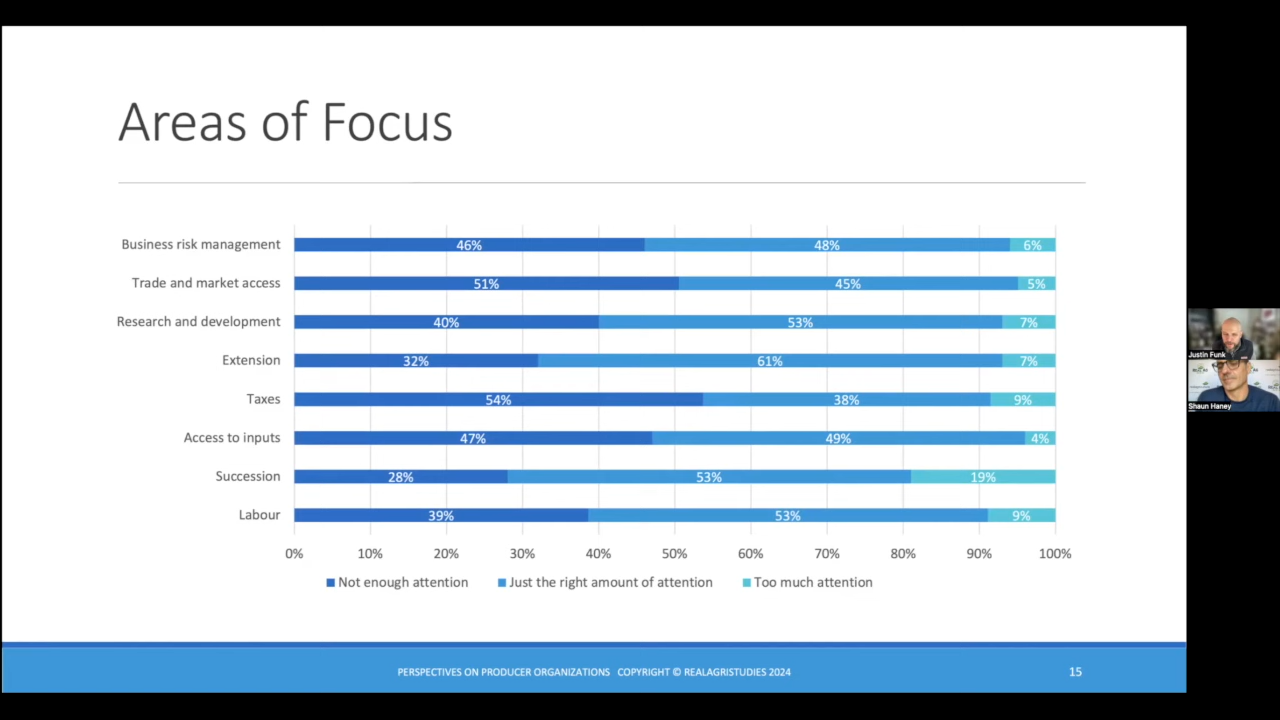 Areas of Focus
Business risk management 46% 48% 6%
Trade and market access 51% 45% 5%
Research and development 40% 53% 7%
Extension 32% 61% 7%
Taxes 54% 38% 9%
Access to inputs 47% 49% 4%
Succession 28% 53% 19%
Labour 39% 53% 9%
0% 10% 20% 30% 40% 50% 60% 70% 80% 90% 100%
Not enough attention Just the right amount of attention Too much attention
PERSPECTIVES ON PRODUCER ORGANIZATIONS COPYRIGHT © REALAGRISTUDIES 2024
15
Justin Funk
Shaun Haney